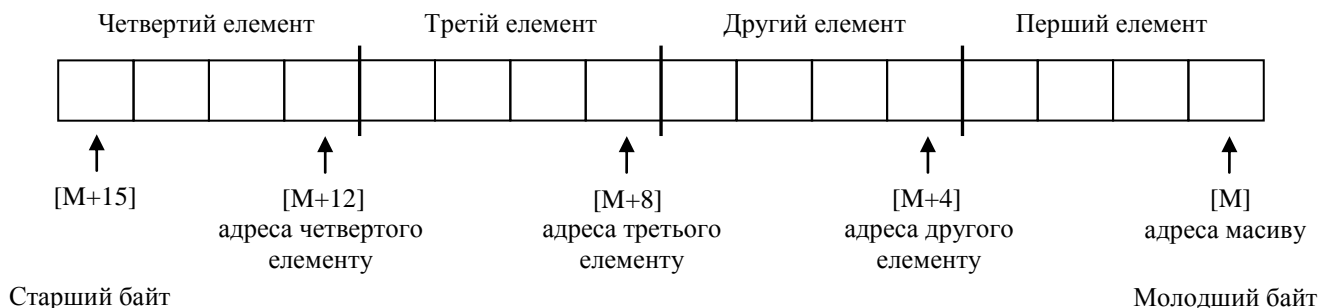 Четвертий елемент Третій елемент Другий елемент Перший елемент
[M+15] [M+12] [M+8] [M+4] [M]
адреса четвертого адреса третього адреса другого адреса масиву
елементу елементу елементу
Старший байт Молодший байт